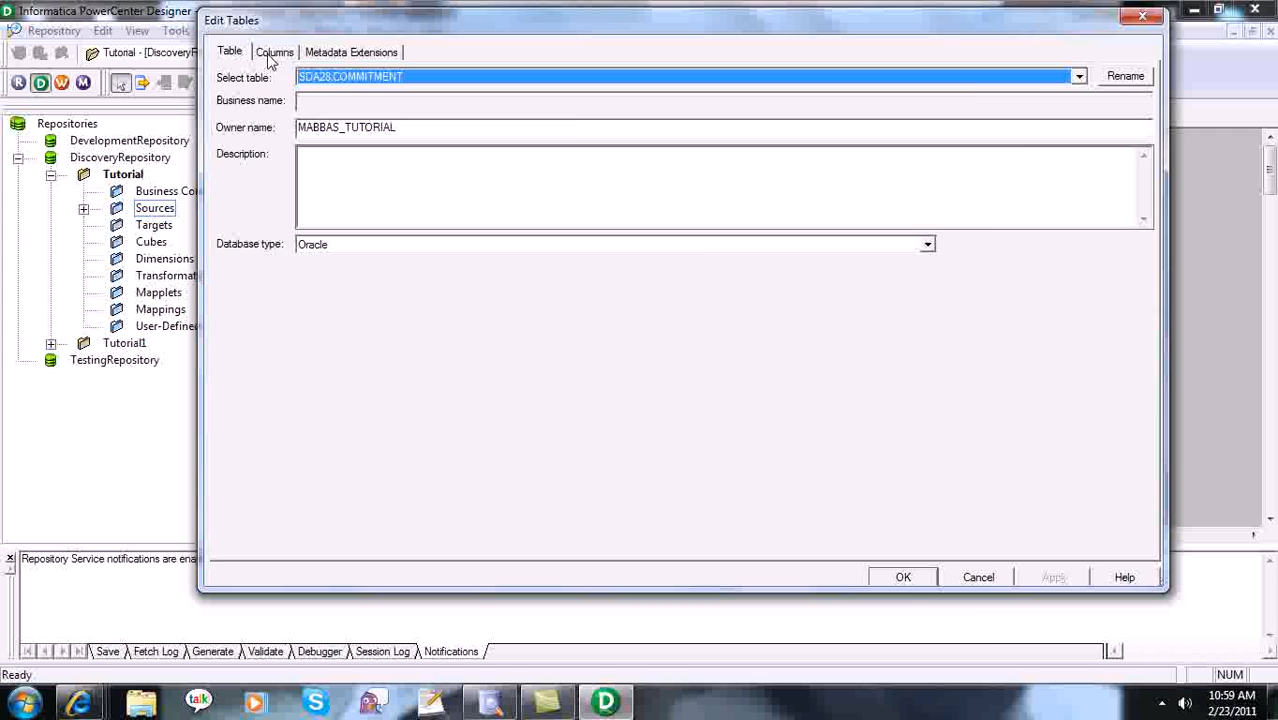 Informatica PowerCenter Designer
Repository Edit View Tools
Tutorial - [DiscoveryR
R D W M
Repositories
DevelopmentRepository
DiscoveryRepository
Tutorial
Business Co
Sources
Targets
Cubes
Dimensions
Transformat
Mapplets
Mappings
User-Defined
Tutorial1
TestingRepository
Edit Tables
Table Columns Metadata Extensions
Select table: SDA28:COMMITMENT Rename
Business name:
Owner name: MABBAS_TUTORIAL
Description:
Database type: Oracle
OK Cancel Apply Help
Repository Service notifications are ena
Save Fetch Log Generate Validate Debugger Session Log Notifications
Ready NUM
talk
10:59 AM
2/23/2011